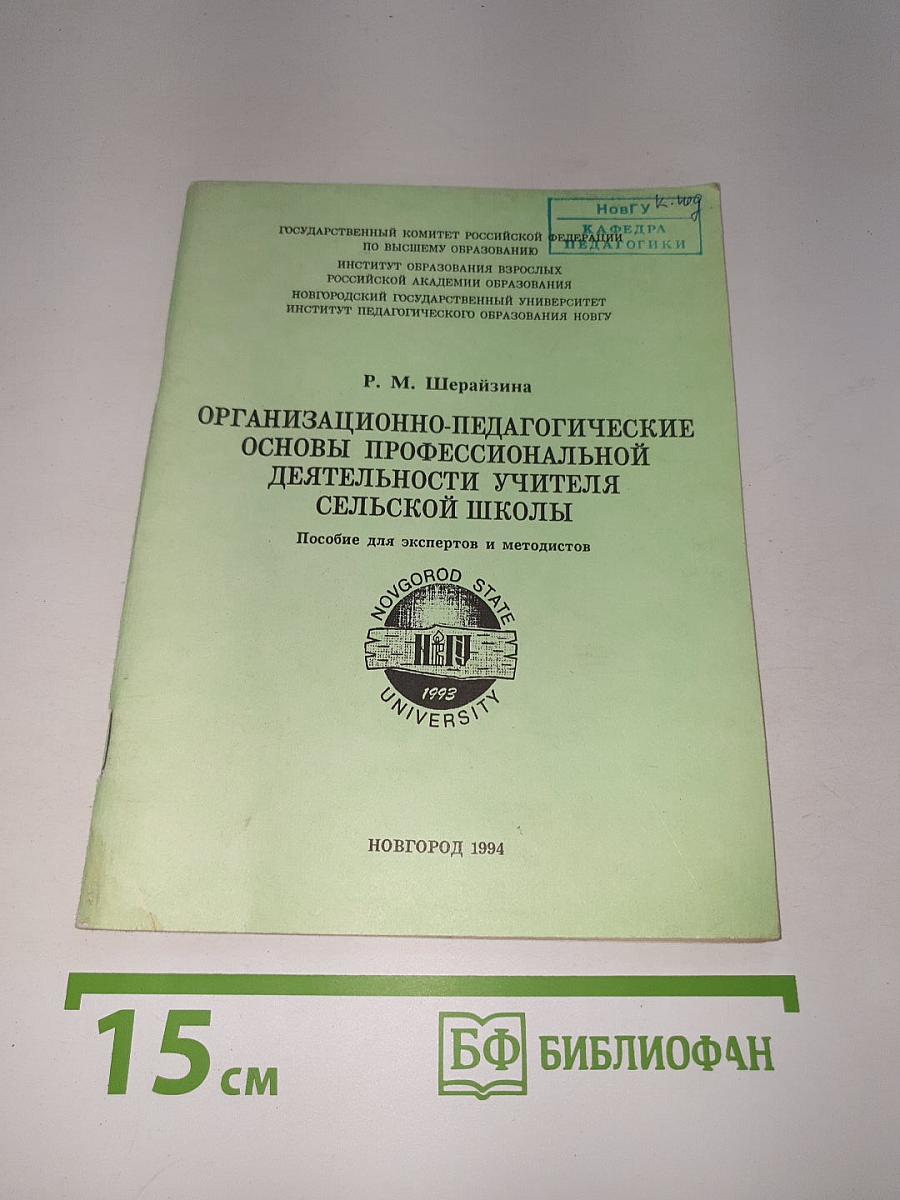 НовГУ
КАФЕДРА
ПЕДАГОГИКИ
ГОСУДАРСТВЕННЫЙ КОМИТЕТ РОССИЙСКОЙ ФЕДЕРАЦИИ
ПО ВЫСШЕМУ ОБРАЗОВАНИЮ
ИНСТИТУТ ОБРАЗОВАНИЯ ВЗРОСЛЫХ
РОССИЙСКОЙ АКАДЕМИИ ОБРАЗОВАНИЯ
НОВГОРОДСКИЙ ГОСУДАРСТВЕННЫЙ УНИВЕРСИТЕТ
ИНСТИТУТ ПЕДАГОГИЧЕСКОГО ОБРАЗОВАНИЯ НОВГУ
Р. М. Шерайзина
ОРГАНИЗАЦИОННО-ПЕДАГОГИЧЕСКИЕ
ОСНОВЫ ПРОФЕССИОНАЛЬНОЙ
ДЕЯТЕЛЬНОСТИ УЧИТЕЛЯ
СЕЛЬСКОЙ ШКОЛЫ
Пособие для экспертов и методистов
NOVGOROD STATE
НГУ
1993
UNIVERSITY
НОВГОРОД 1994
15 см
БФ БИБЛИОФАН